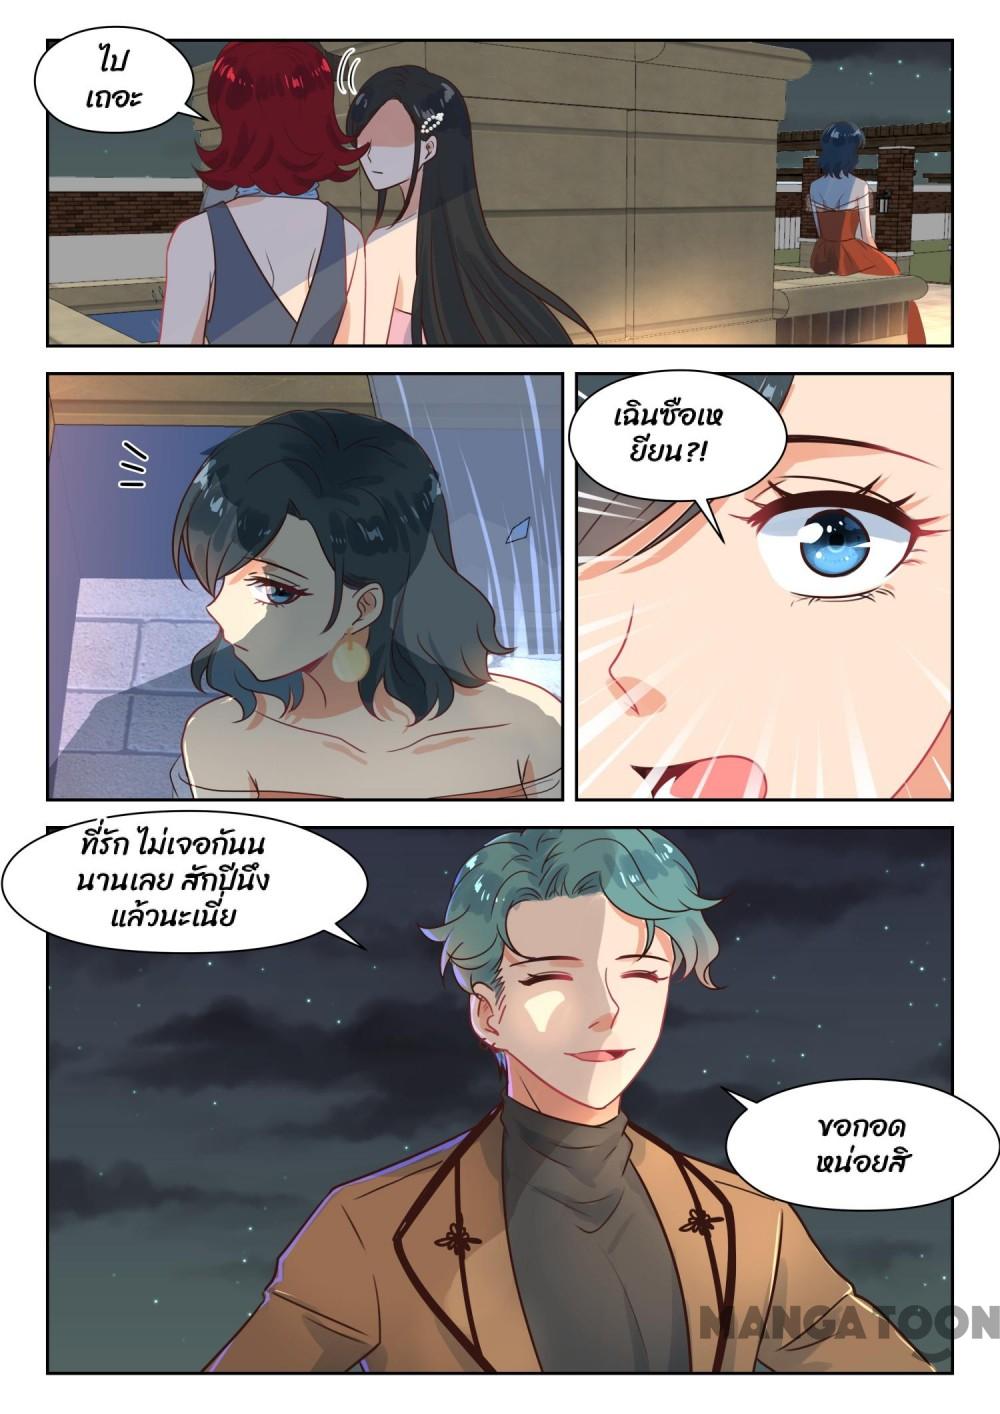 ไป
เถอะ
เฉินซือเห
ยียน?!
ที่รัก ไม่เจอกันน
นานเลย สักปีนึง
แล้วนะเนี่ย
ขอกอด
หน่อยสิ
MANGATOON